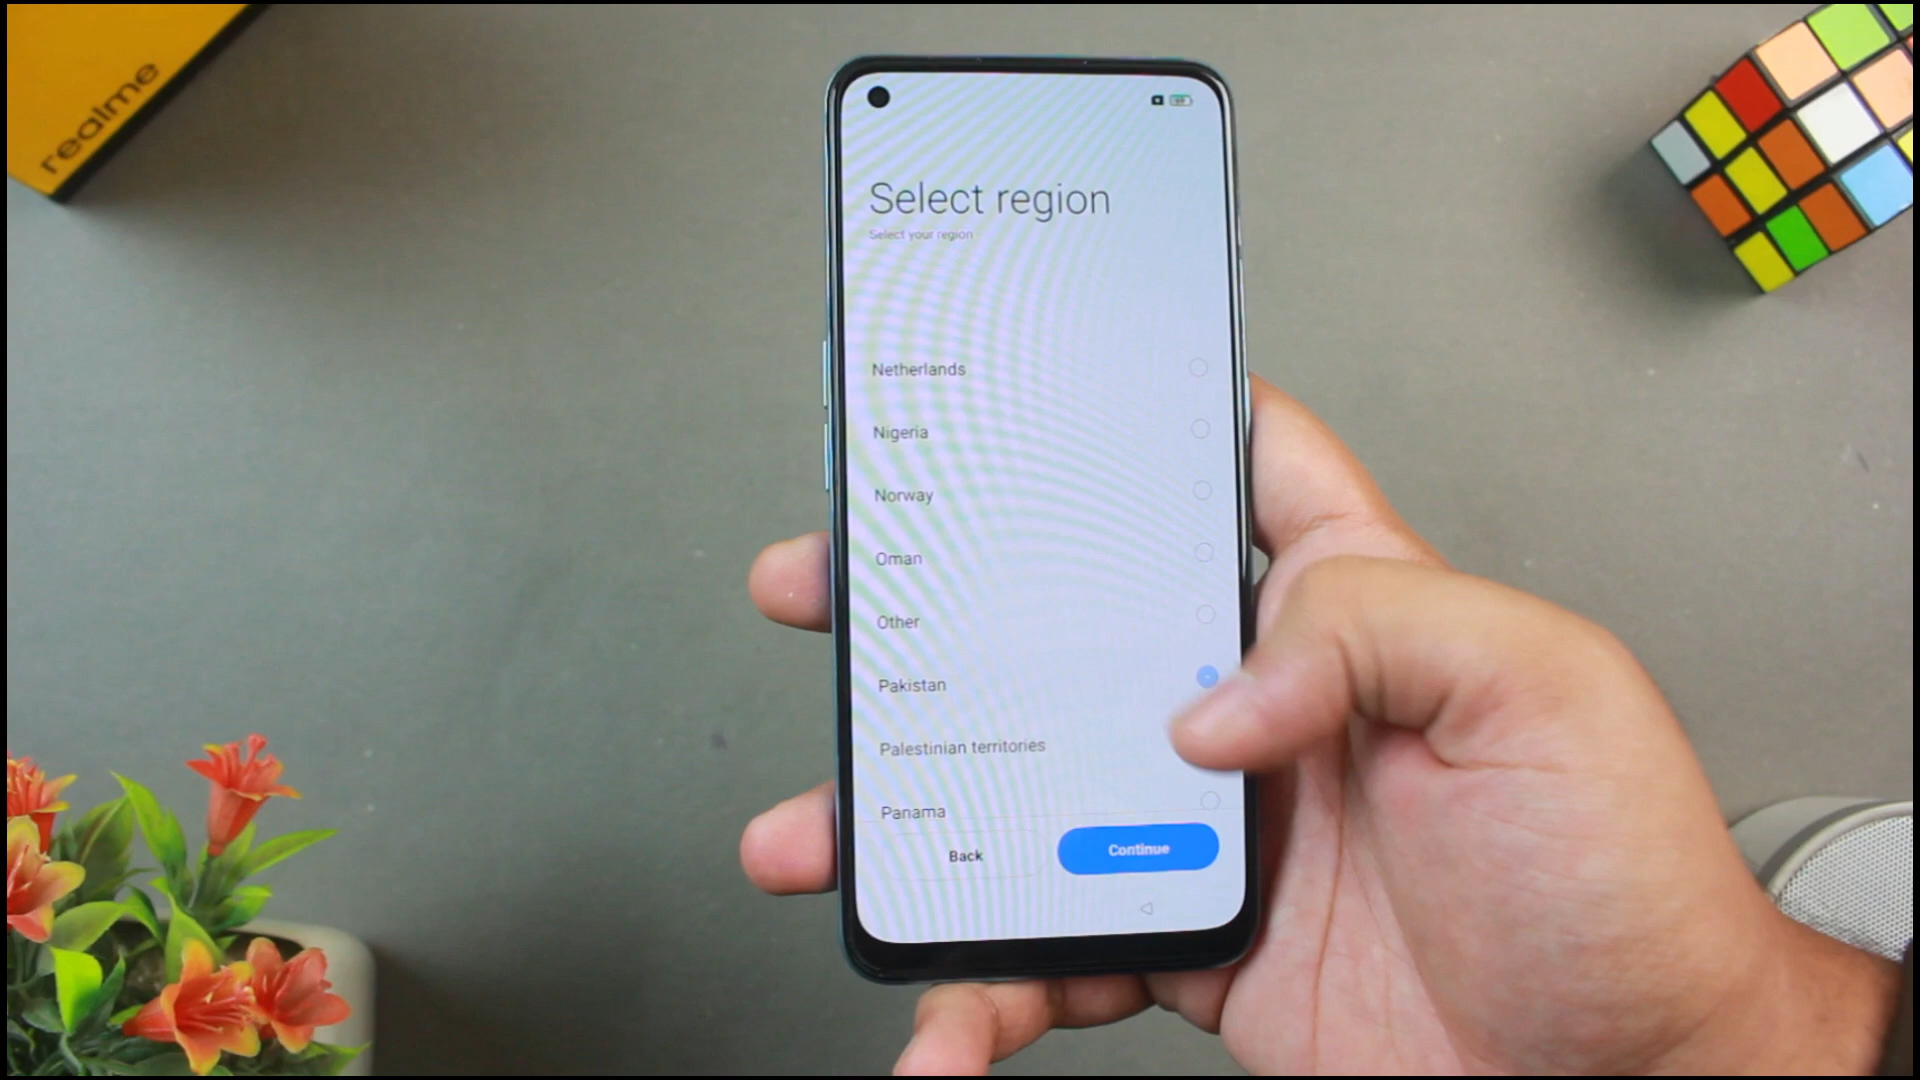 realme
Select region
Select your region
Netherlands
Nigeria
Norway
Oman
Other
Pakistan
Palestinian territories
Panama
Back
Continue